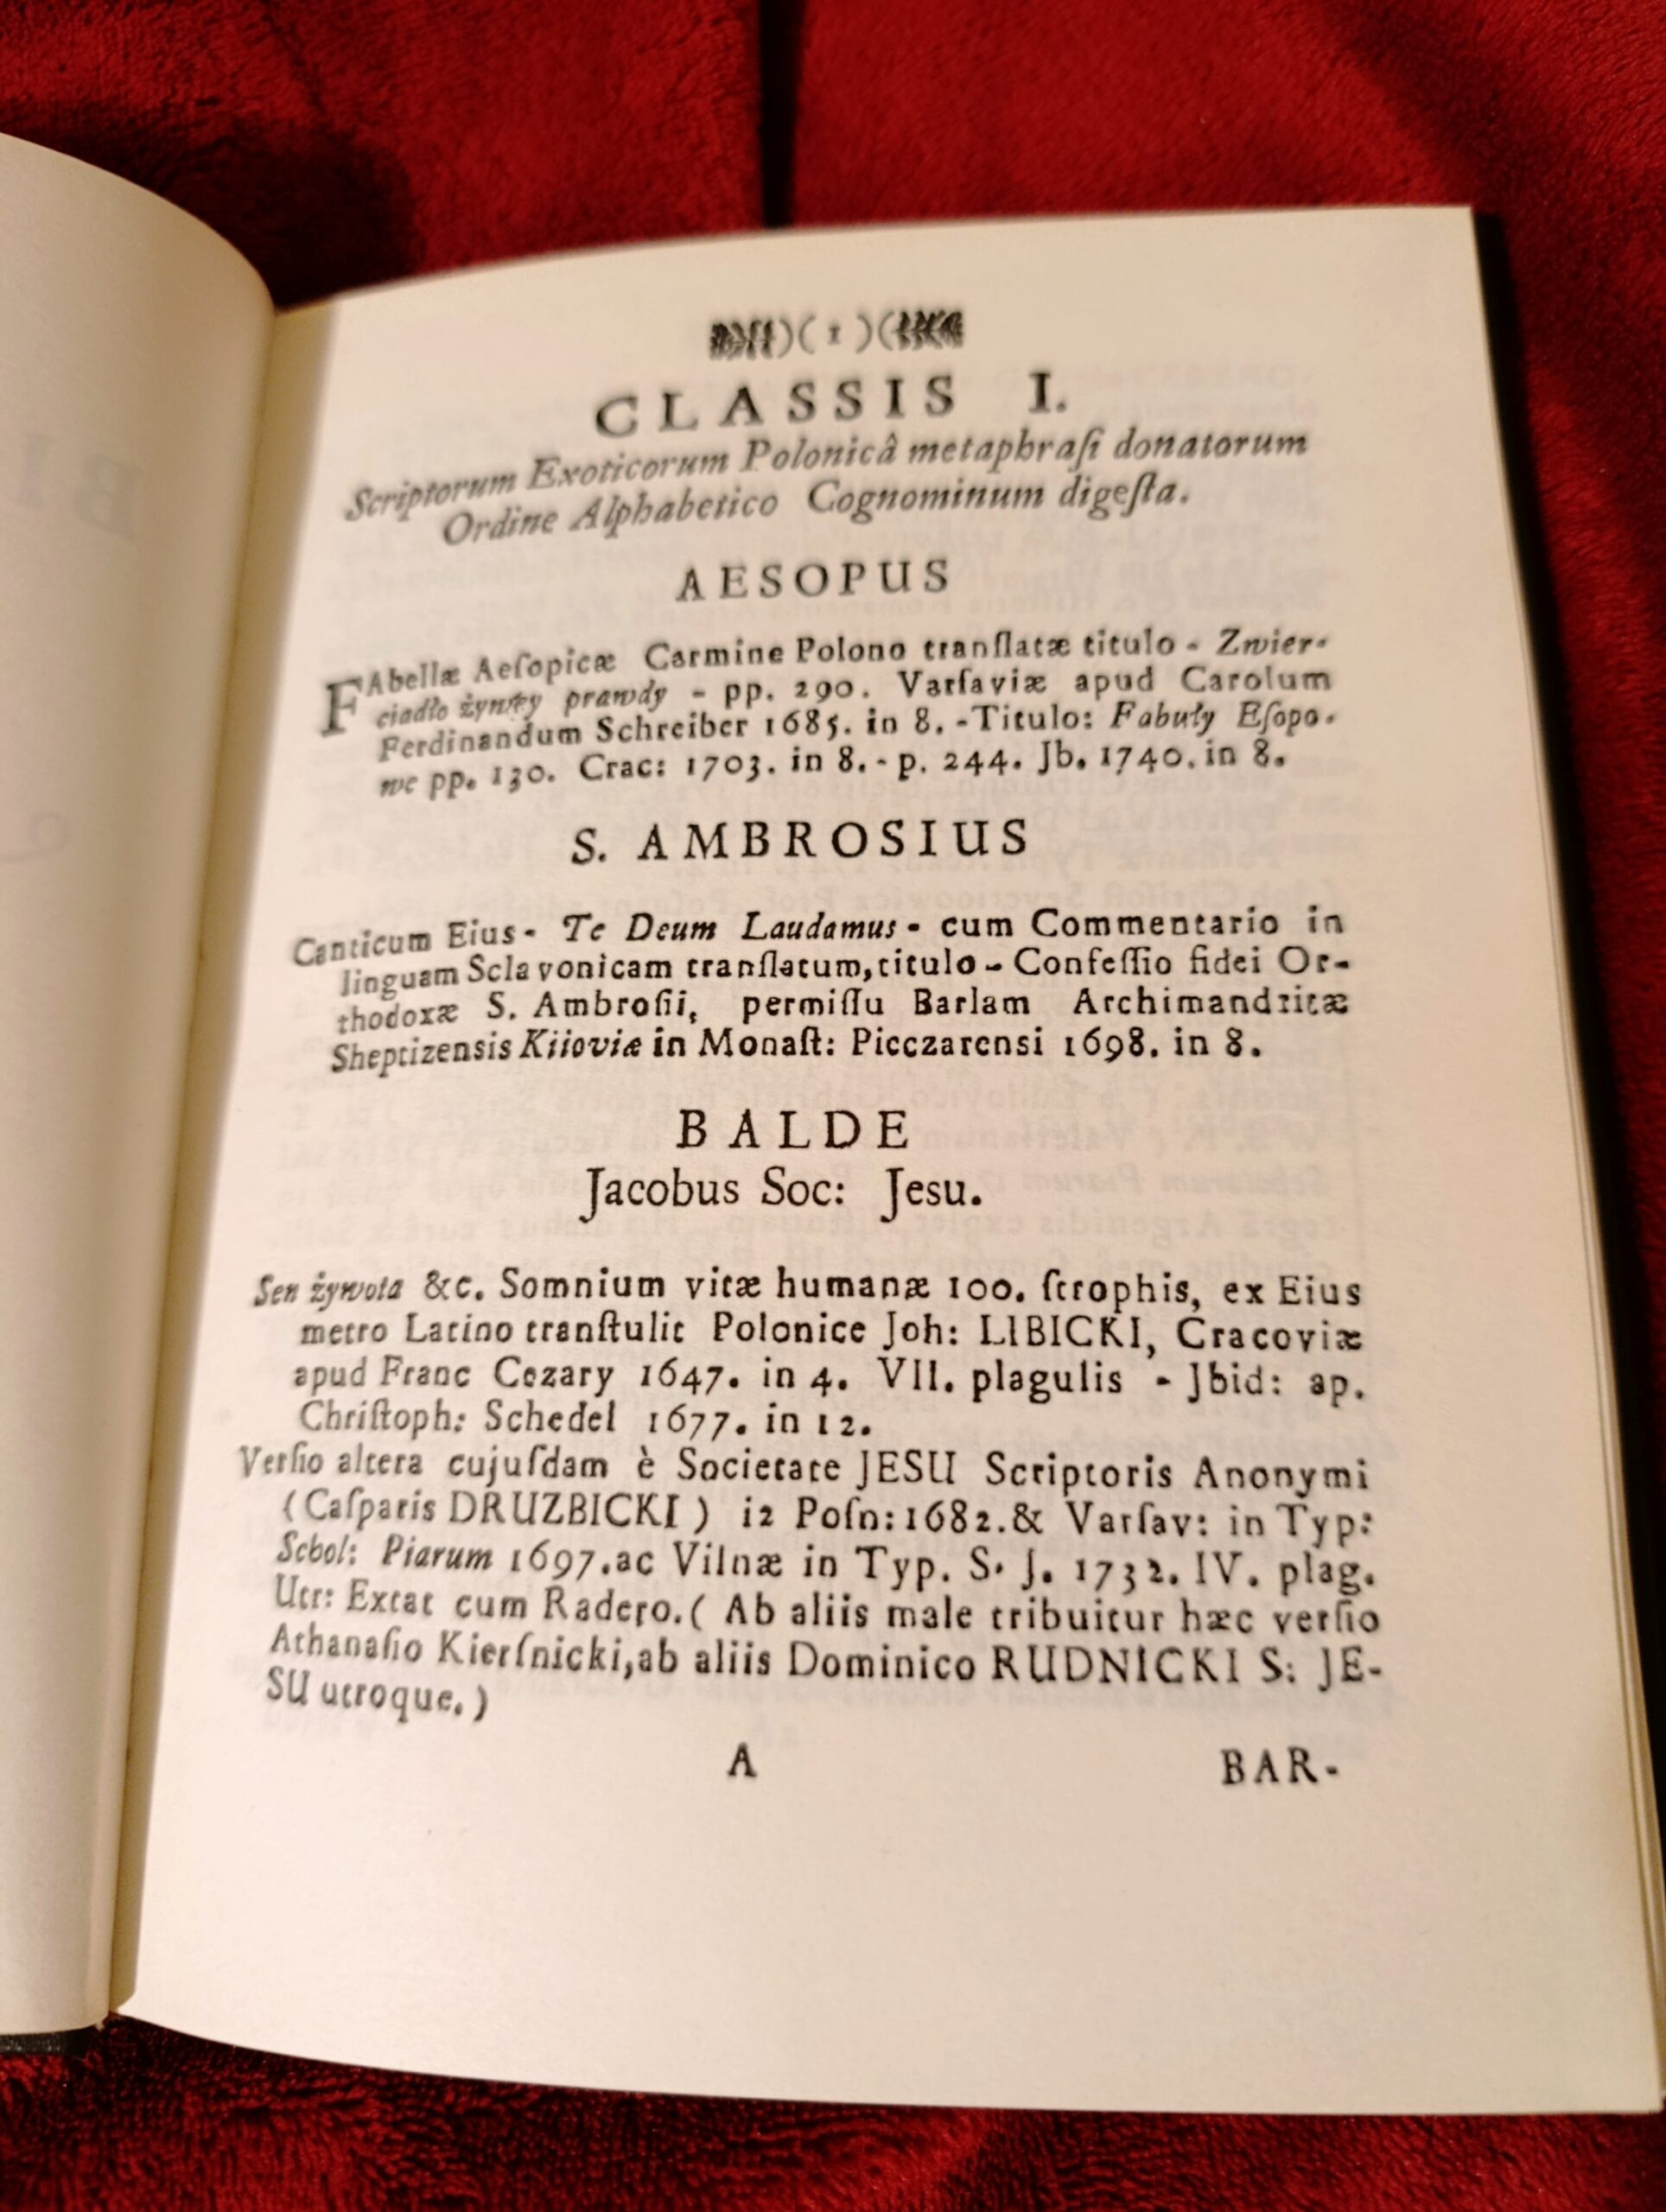 )( 1 )(
CLASSIS I.
Scriptorum Exoticorum Polonicâ metaphraſi donatorum
Ordine Alphabetico Cognominum digeſta.
AESOPUS
FAbellæ Aeſopicæ Carmine Polono tranſlatæ titulo - Zwier-
ciadło żywey prawdy - pp. 290. Varſaviæ apud Carolum
Ferdinandum Schreiber 1685. in 8. -Titulo: Fabuły Eſopo-
we pp. 130. Crac: 1703. in 8. - p. 244. Jb. 1740. in 8.
S. AMBROSIUS
Canticum Eius - Te Deum Laudamus - cum Commentario in
linguam Sclavonicam tranſlatum, titulo - Confeſſio fidei Or-
thodoxæ S. Ambroſii, permiſſu Barlam Archimandritæ
Sheptizensis Kiioviæ in Monaſt: Pieczarensi 1698. in 8.
BALDE
Jacobus Soc: Jesu.
Sen żywota &c. Somnium vitæ humanæ 100. ſtrophis, ex Eius
metro Latino tranſtulit Polonice Joh: LIBICKI, Cracoviæ
apud Franc Cezary 1647. in 4. VII. plagulis - Jbid: ap.
Chriſtoph: Schedel 1677. in 12.
Verſio altera cujuſdam è Societate JESU Scriptoris Anonymi
(Caſparis DRUZBICKI) i2 Poſn: 1682. & Varſav: in Typ:
Schol: Piarum 1697. ac Vilnæ in Typ. S. J. 1732. IV. plag.
Utr: Extat cum Radero. (Ab aliis male tribuitur hæc verſio
Athanaſio Kierſnicki, ab aliis Dominico RUDNICKI S: JE-
SU utroque.)
A BAR-